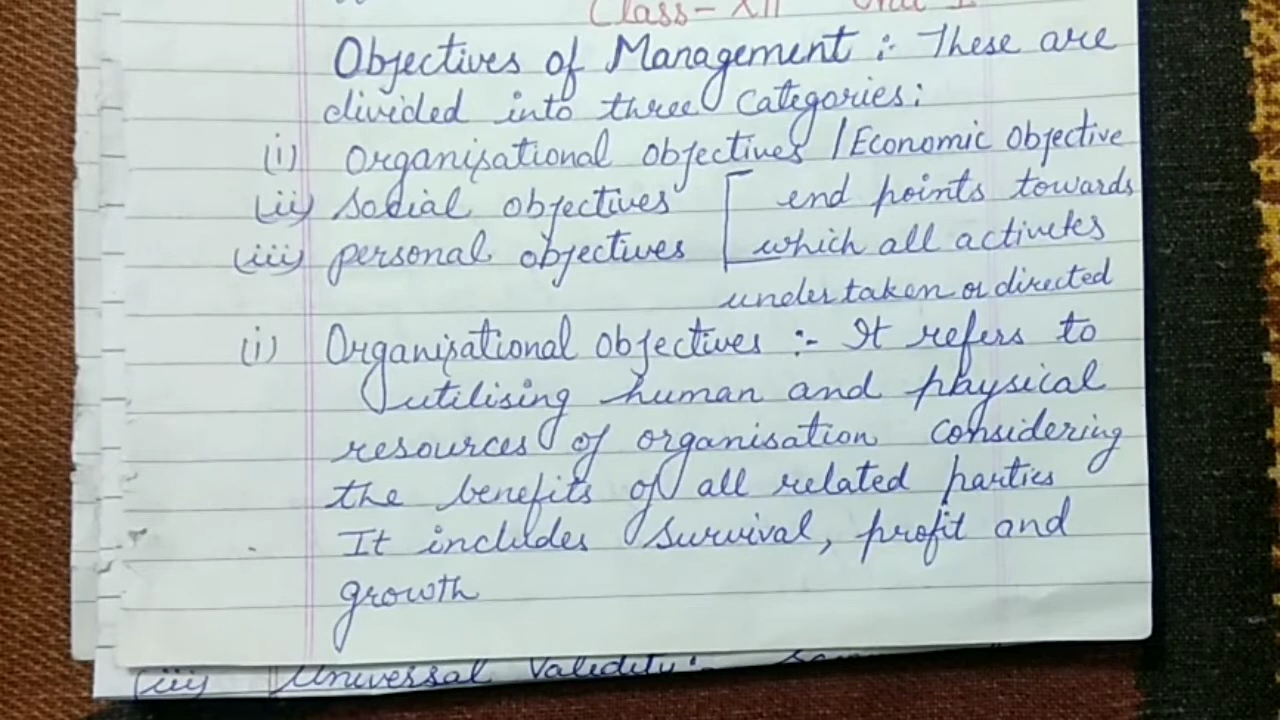 Class-XII Unit I
Objectives of Management :- These are
divided into three categories:
(i) Organisational objectives / Economic Objective
(ii) Social objectives [ end points towards
(iii) personal objectives [ which all activites
undertaken or directed
(i) Organisational objectives :- It refers to
utilising human and physical
resources of organisation considering
the benefits of all related parties
It includes survival, profit and
growth
(iii) Universal Validity: